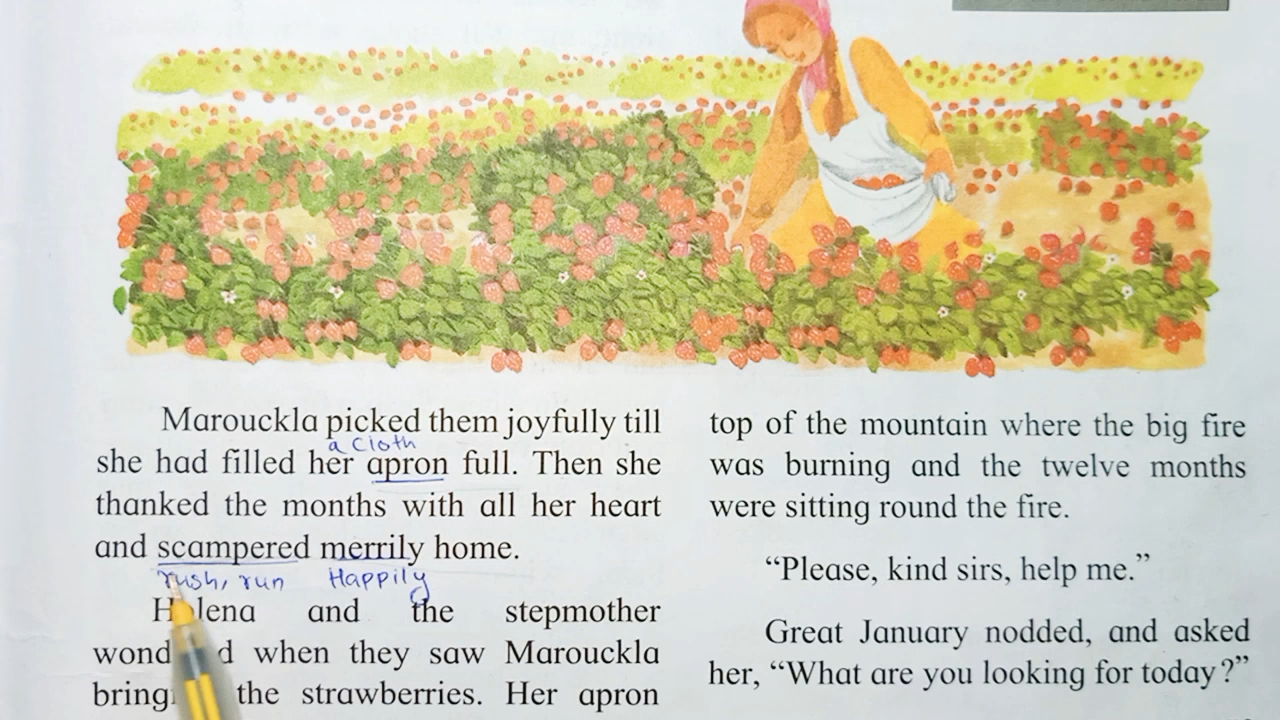 Marouckla picked them joyfully till
a cloth
she had filled her apron full. Then she
thanked the months with all her heart
and scampered merrily home.
rush, run Happily
Helena and the stepmother
when they saw Marouckla
the strawberries. Her apron
top of the mountain where the big fire
was burning and the twelve months
were sitting round the fire.
“Please, kind sirs, help me.”
Great January nodded, and asked
her, “What are you looking for today?”